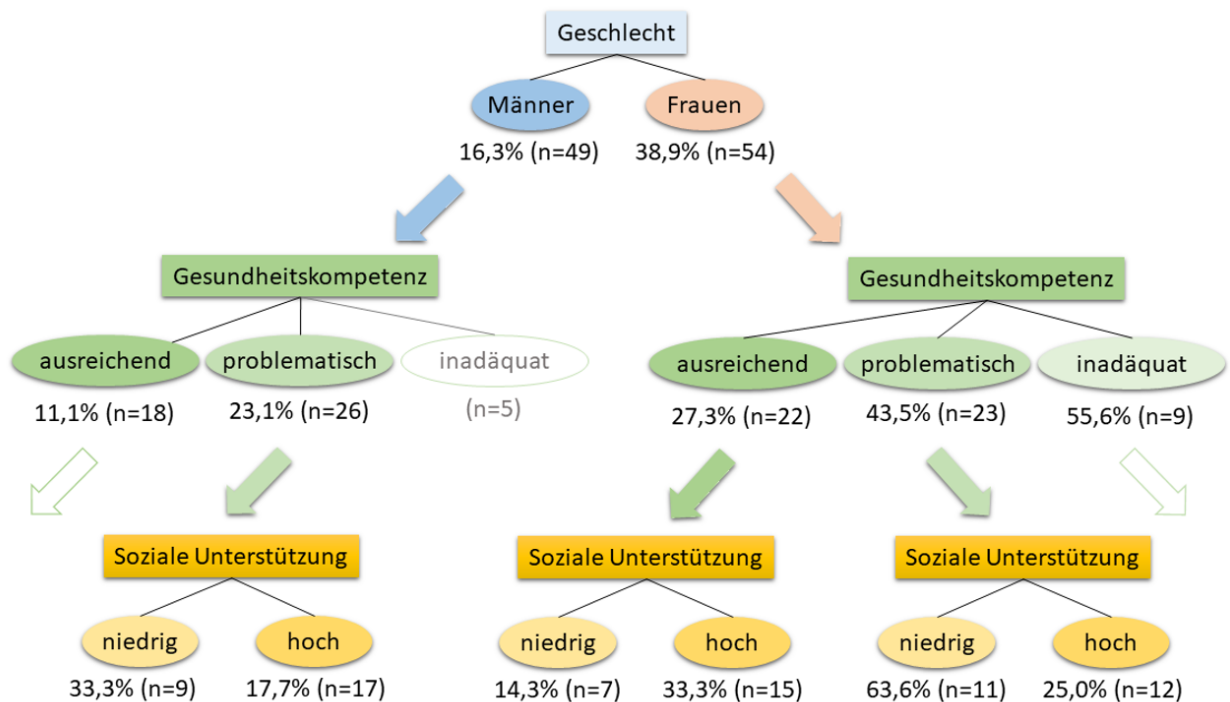 Geschlecht
Männer Frauen
16,3% (n=49) 38,9% (n=54)
Gesundheitskompetenz Gesundheitskompetenz
ausreichend problematisch inadäquat ausreichend problematisch inadäquat
11,1% (n=18) 23,1% (n=26) (n=5) 27,3% (n=22) 43,5% (n=23) 55,6% (n=9)
Soziale Unterstützung Soziale Unterstützung Soziale Unterstützung
niedrig hoch niedrig hoch niedrig hoch
33,3% (n=9) 17,7% (n=17) 14,3% (n=7) 33,3% (n=15) 63,6% (n=11) 25,0% (n=12)